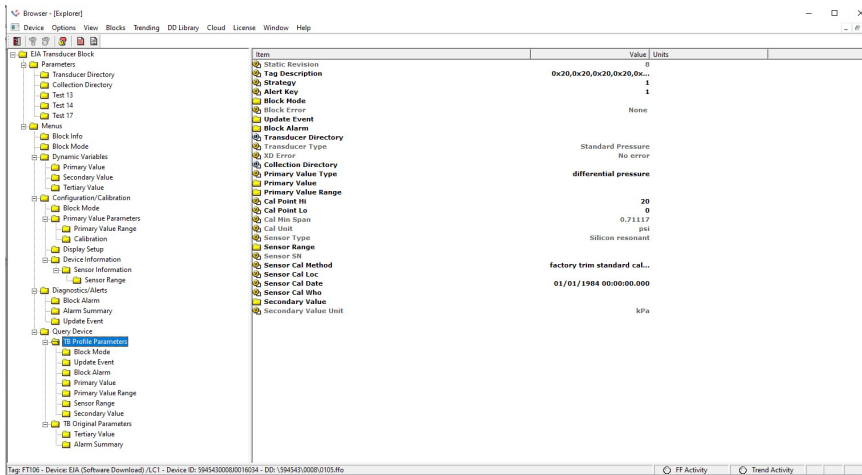 Browser - [Explorer]
Device Options View Blocks Trending DD Library Cloud License Window Help
EJA Transducer Block
Parameters
Transducer Directory
Collection Directory
Test 13
Test 14
Test 17
Menus
Block Info
Block Mode
Dynamic Variables
Primary Value
Secondary Value
Tertiary Value
Configuration/Calibration
Block Mode
Primary Value Parameters
Primary Value Range
Calibration
Display Setup
Device Information
Sensor Information
Sensor Range
Diagnostics/Alerts
Block Alarm
Alarm Summary
Update Event
Query Device
TB Profile Parameters
Block Mode
Update Event
Block Alarm
Primary Value
Primary Value Range
Sensor Range
Secondary Value
TB Original Parameters
Tertiary Value
Alarm Summary
Item Value Units
Static Revision 8
Tag Description 0x20,0x20,0x20,0x20,0x...
Strategy 1
Alert Key 1
Block Mode
Block Error None
Update Event
Block Alarm
Transducer Directory
Transducer Type Standard Pressure
XD Error No error
Collection Directory
Primary Value Type differential pressure
Primary Value
Primary Value Range
Cal Point Hi 20
Cal Point Lo 0
Cal Min Span 0.71117
Cal Unit psi
Sensor Type Silicon resonant
Sensor Range
Sensor SN
Sensor Cal Method factory trim standard cal...
Sensor Cal Loc
Sensor Cal Date 01/01/1984 00:00:00.000
Sensor Cal Who
Secondary Value
Secondary Value Unit kPa
Tag: FT106 - Device: EJA (Software Download) /LC1 - Device ID: 5945430008J0016034 - DD: \594543\0008\0105.ffo
FF Activity Trend Activity